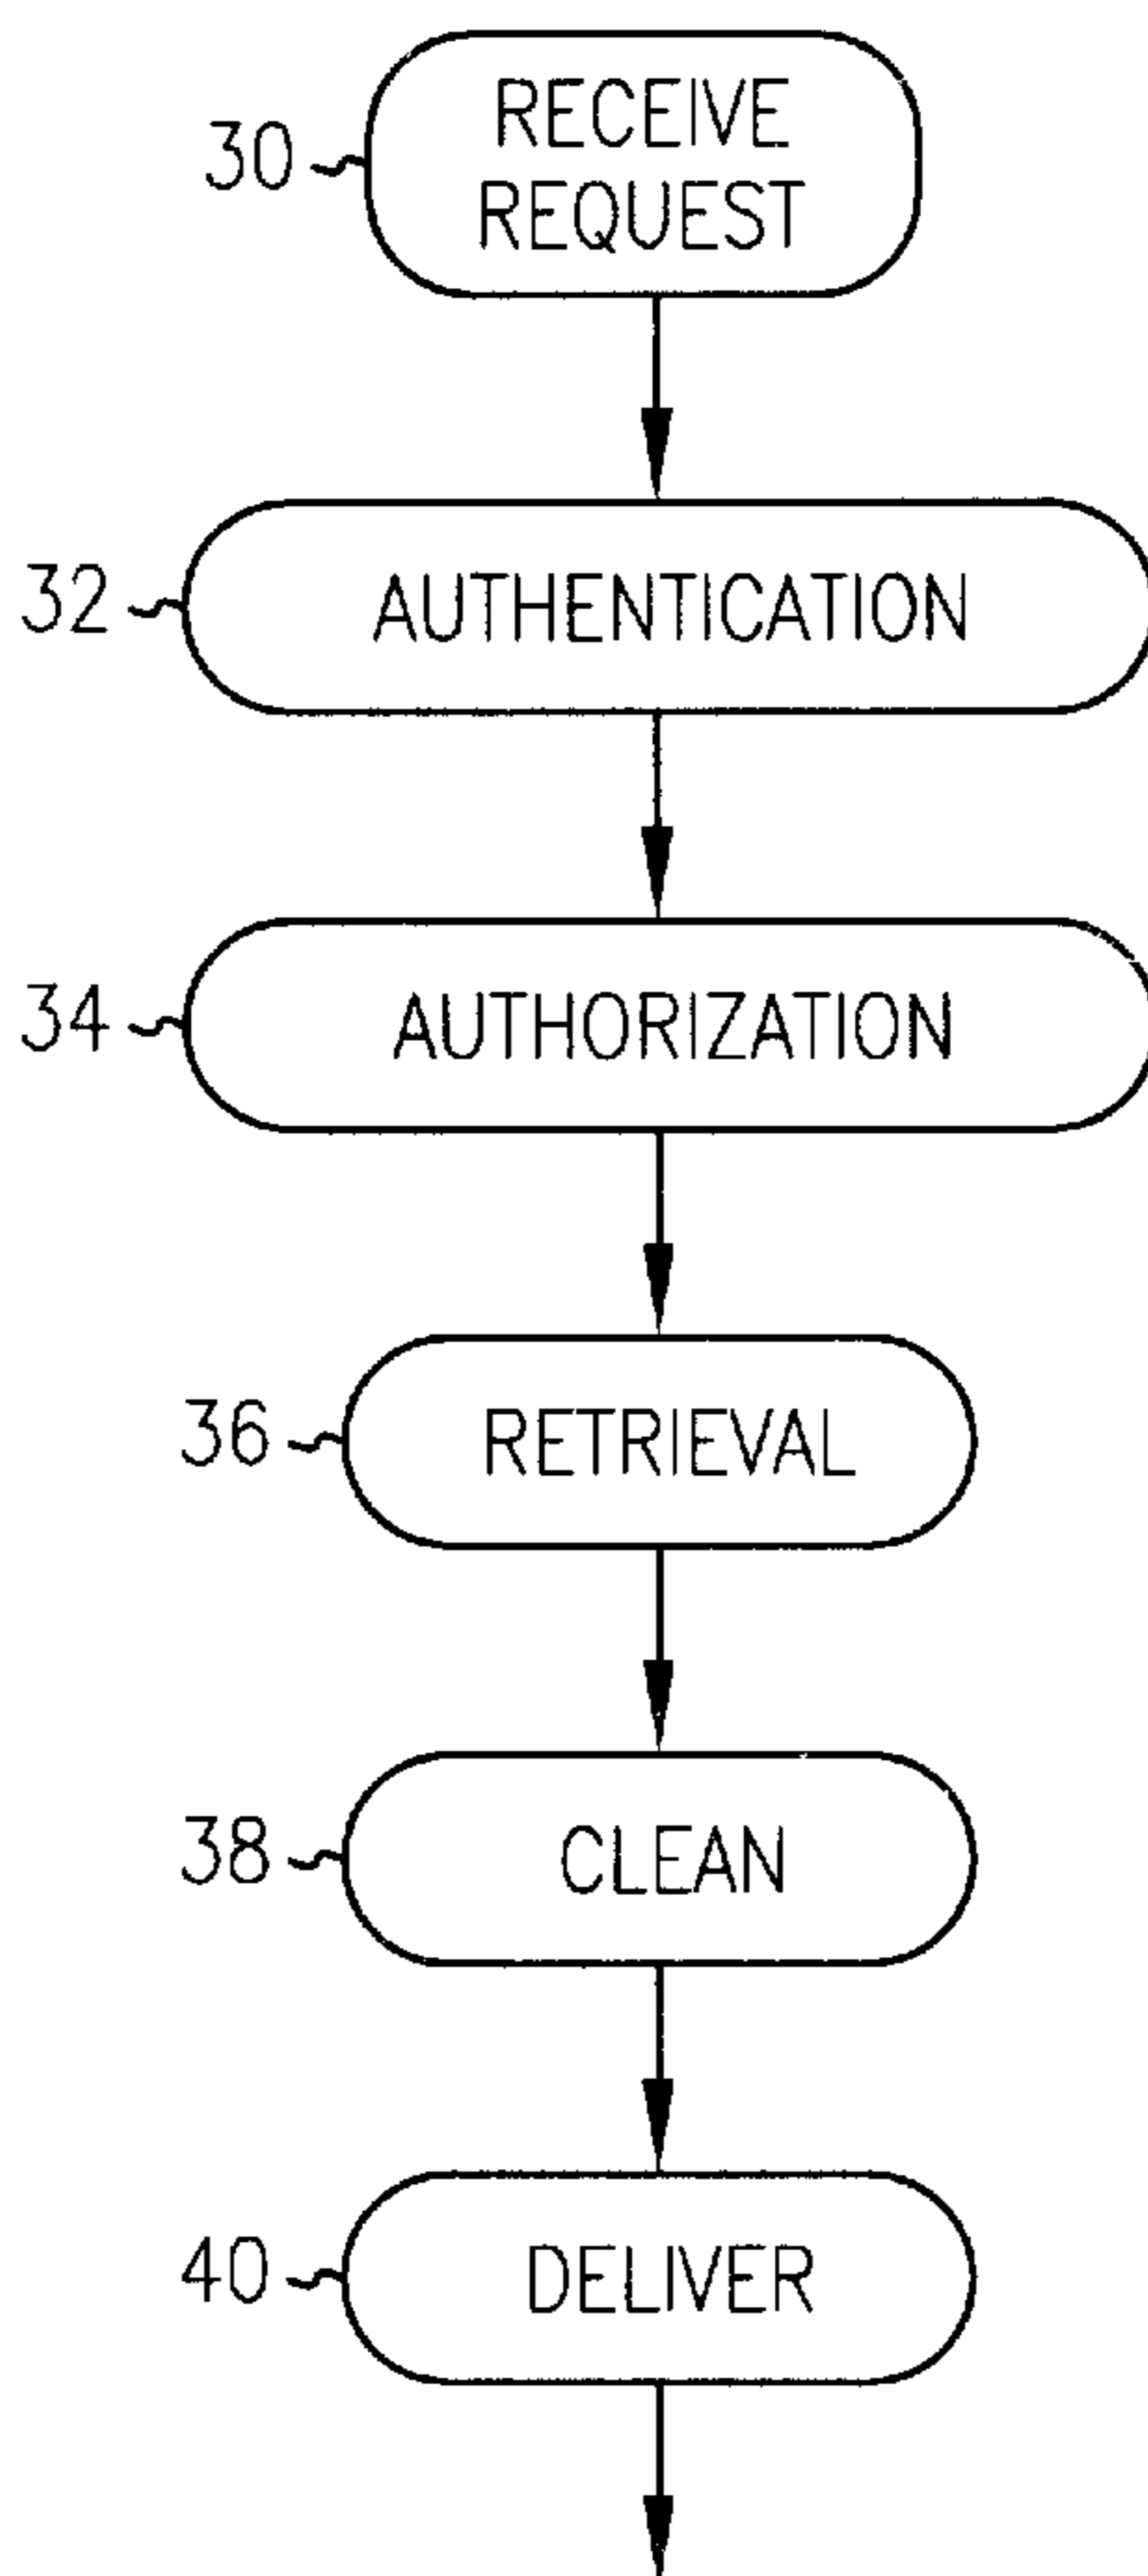 30
RECEIVE
REQUEST
32
AUTHENTICATION
34
AUTHORIZATION
36
RETRIEVAL
38
CLEAN
40
DELIVER